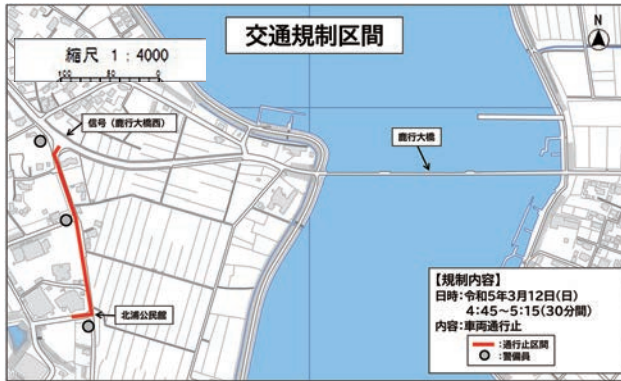 交通規制区間
N
縮尺 1：4000
100 50 0
信号（鹿行大橋西）
鹿行大橋
北浦公民館
【規制内容】
日時：令和5年3月12日(日)
4：45～5：15(30分間)
内容：車両通行止
：通行止区間
：警備員